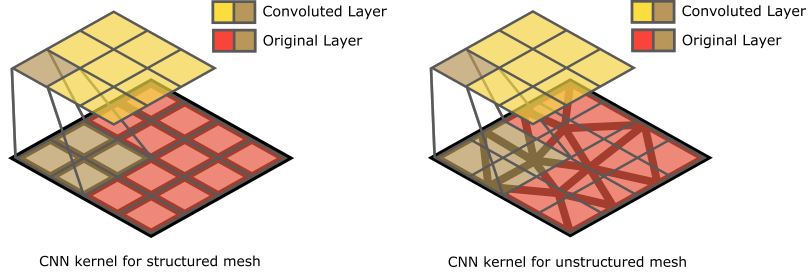 Convoluted Layer
Original Layer
CNN kernel for structured mesh
Convoluted Layer
Original Layer
CNN kernel for unstructured mesh